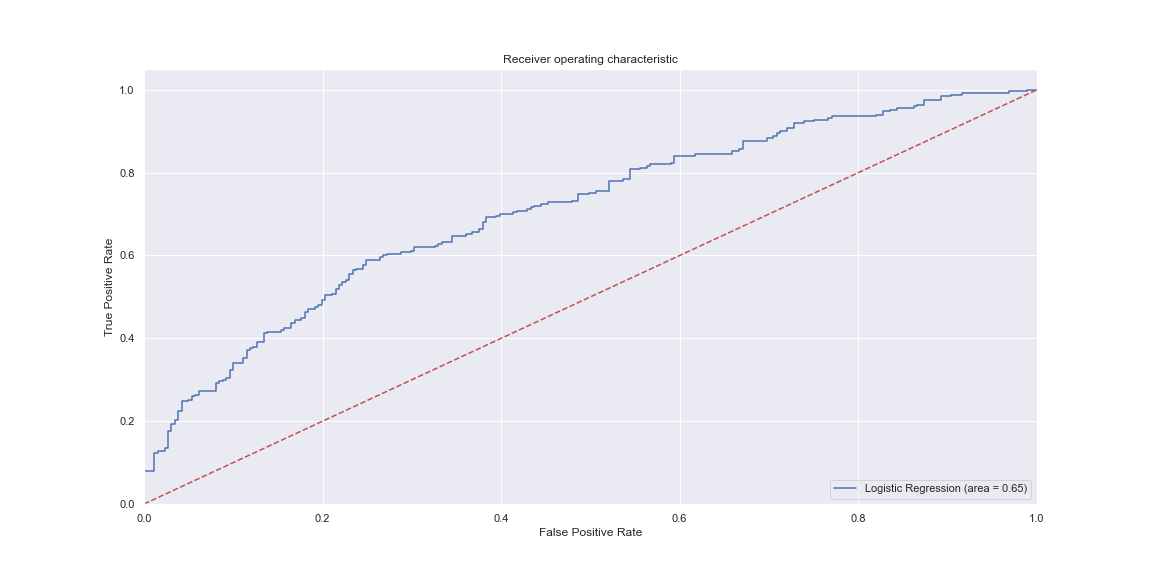 Receiver operating characteristic
True Positive Rate
1.0
0.8
0.6
0.4
0.2
0.0
0.0 0.2 0.4 0.6 0.8 1.0
False Positive Rate
Logistic Regression (area = 0.65)